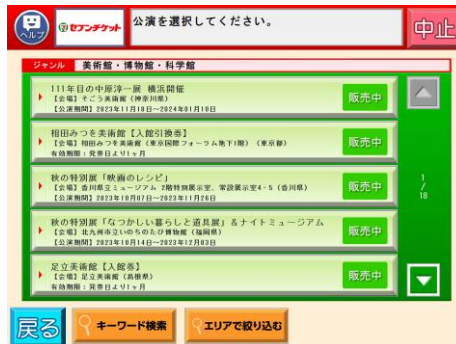 ヘルプ
セブンチケット
公演を選択してください。
中止
ジャンル 美術館・博物館・科学館
111年目の中原淳一展 横浜開催
【会場】そごう美術館（神奈川県）
【公演期間】2023年11月18日～2024年01月10日
販売中
相田みつを美術館【入館引換券】
【会場】相田みつを美術館（東京国際フォーラム地下1階）（東京都）
有効期限：発券日より1ヶ月
販売中
秋の特別展「映画のレシピ」
【会場】香川県立ミュージアム 2階特別展示室、常設展示室4・5（香川県）
【公演期間】2023年10月07日～2023年11月26日
販売中
秋の特別展「なつかしい暮らしと道具展」＆ナイトミュージアム
【会場】北九州市立いのちのたび博物館（福岡県）
【公演期間】2023年10月14日～2023年12月03日
販売中
足立美術館【入館券】
【会場】足立美術館（島根県）
有効期限：発券日より1ヶ月
販売中
1
/
18
戻る
キーワード検索
エリアで絞り込む